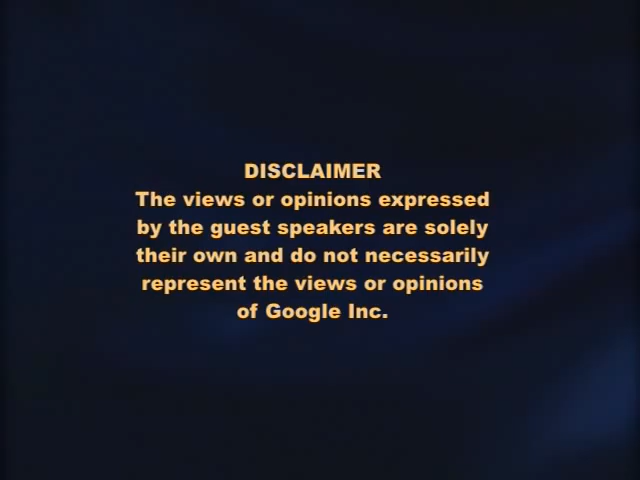 DISCLAIMER
The views or opinions expressed
by the guest speakers are solely
their own and do not necessarily
represent the views or opinions
of Google Inc.